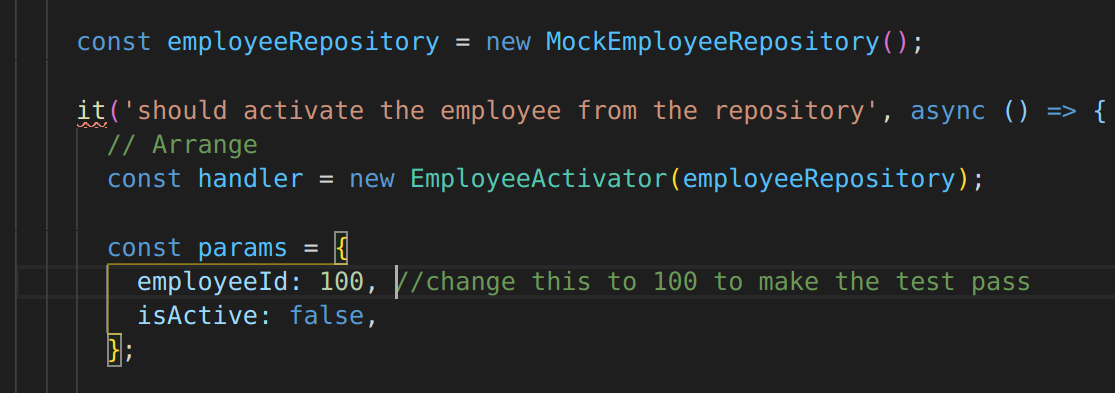 const employeeRepository = new MockEmployeeRepository();
it('should activate the employee from the repository', async () => {
// Arrange
const handler = new EmployeeActivator(employeeRepository);
const params = {
employeeId: 100, //change this to 100 to make the test pass
isActive: false,
};